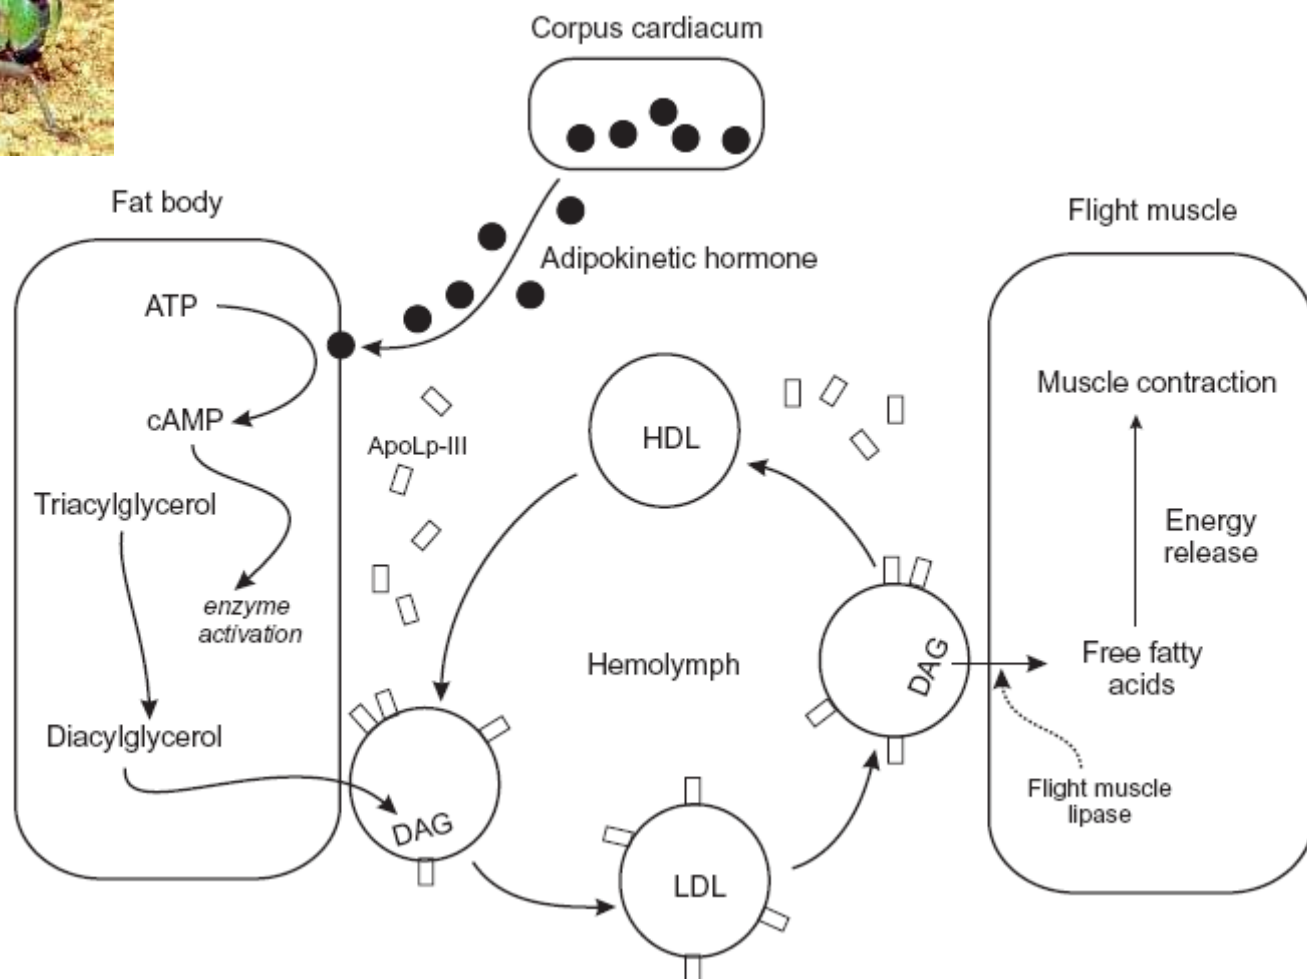 Corpus cardiacum
Fat body
Flight muscle
Adipokinetic hormone
ATP
cAMP
ApoLp-III
HDL
Muscle contraction
Triacylglycerol
Energy
release
enzyme
activation
Hemolymph
DAG
Free fatty
acids
Diacylglycerol
DAG
LDL
Flight muscle
lipase